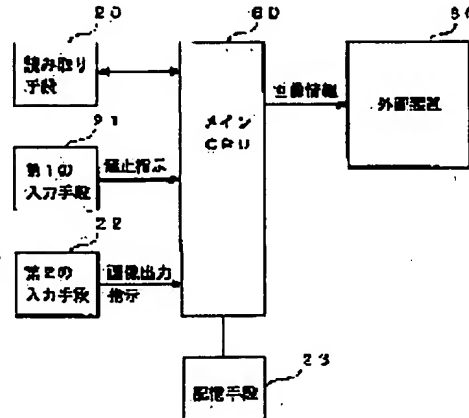 20
読み取り
手段
60
メイン
CPU
画像情報
外部装置
第1の
入力手段
禁止指示
22
第2の
入力手段
画像出力
指示
23
記憶手段